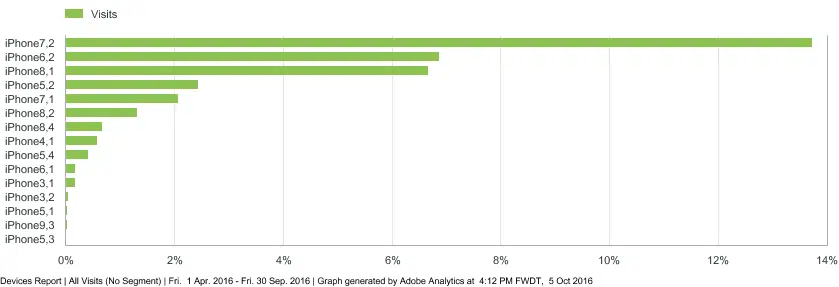 Visits
iPhone7,2
iPhone6,2
iPhone8,1
iPhone5,2
iPhone7,1
iPhone8,2
iPhone8,4
iPhone4,1
iPhone5,4
iPhone6,1
iPhone3,1
iPhone3,2
iPhone5,1
iPhone9,3
iPhone5,3
0% 2% 4% 6% 8% 10% 12% 14%
Devices Report | All Visits (No Segment) | Fri. 1 Apr. 2016 - Fri. 30 Sep. 2016 | Graph generated by Adobe Analytics at 4:12 PM FWDT, 5 Oct 2016